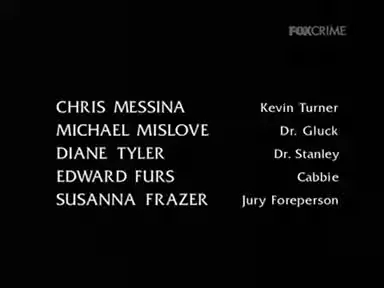 FOXCRIME
CHRIS MESSINA Kevin Turner
MICHAEL MISLOVE Dr. Gluck
DIANE TYLER Dr. Stanley
EDWARD FURS Cabbie
SUSANNA FRAZER Jury Foreperson